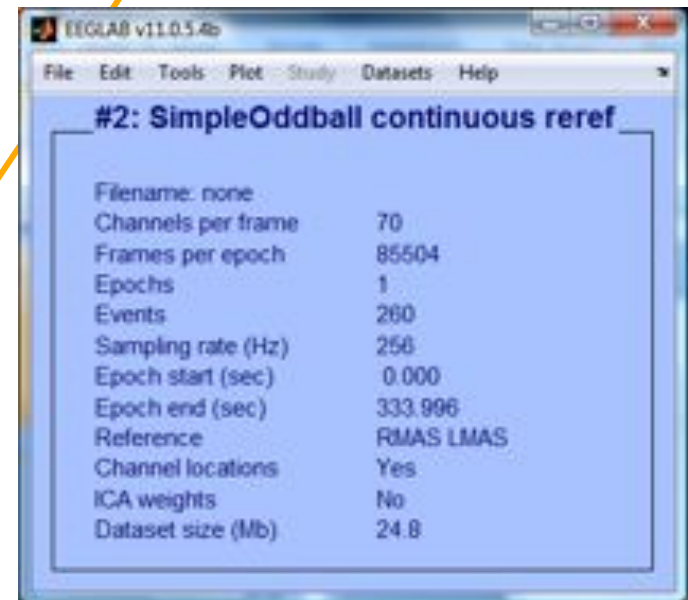 EEGLAB v11.0.5.4b
File Edit Tools Plot Study Datasets Help
#2: SimpleOddball continuous reref
Filename: none
Channels per frame 70
Frames per epoch 85504
Epochs 1
Events 260
Sampling rate (Hz) 256
Epoch start (sec) 0.000
Epoch end (sec) 333.996
Reference RMAS LMAS
Channel locations Yes
ICA weights No
Dataset size (Mb) 24.8